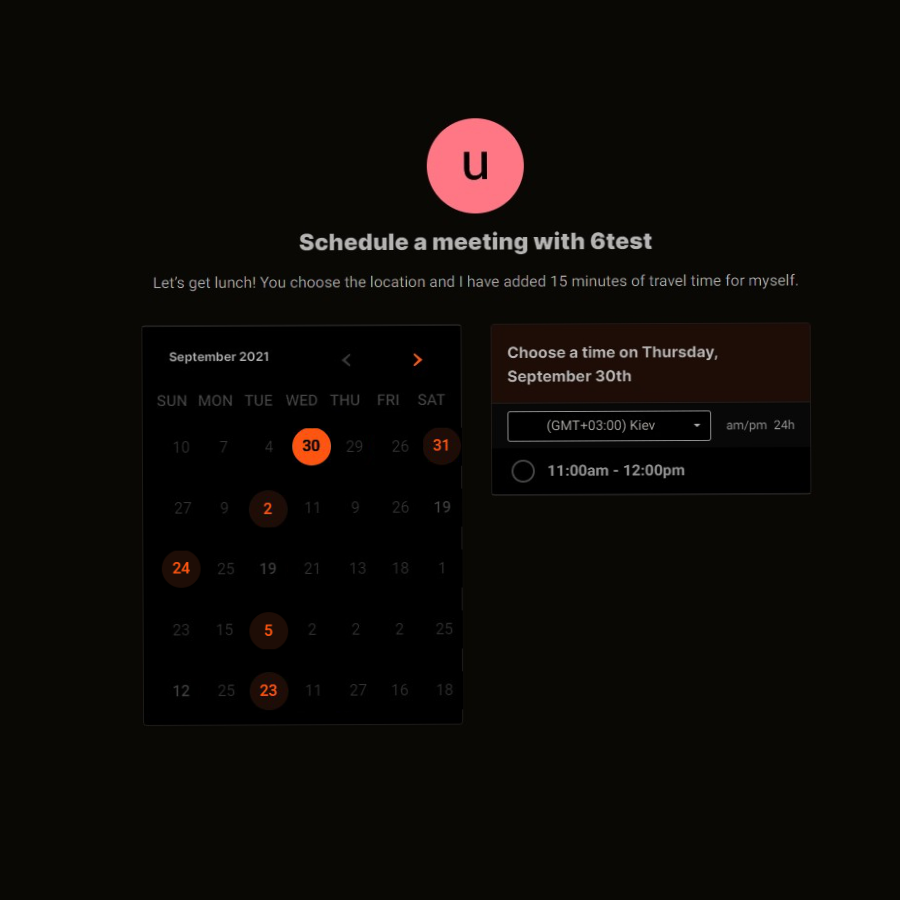 u
Schedule a meeting with 6test
Let's get lunch! You choose the location and I have added 15 minutes of travel time for myself.
September 2021
SUN MON TUE WED THU FRI SAT
10 7 4 30 29 26 31
27 9 2 11 9 26 19
24 25 19 21 13 18 1
23 15 5 2 2 2 25
12 25 23 11 27 16 18
Choose a time on Thursday,
September 30th
(GMT+03:00) Kiev am/pm 24h
11:00am - 12:00pm